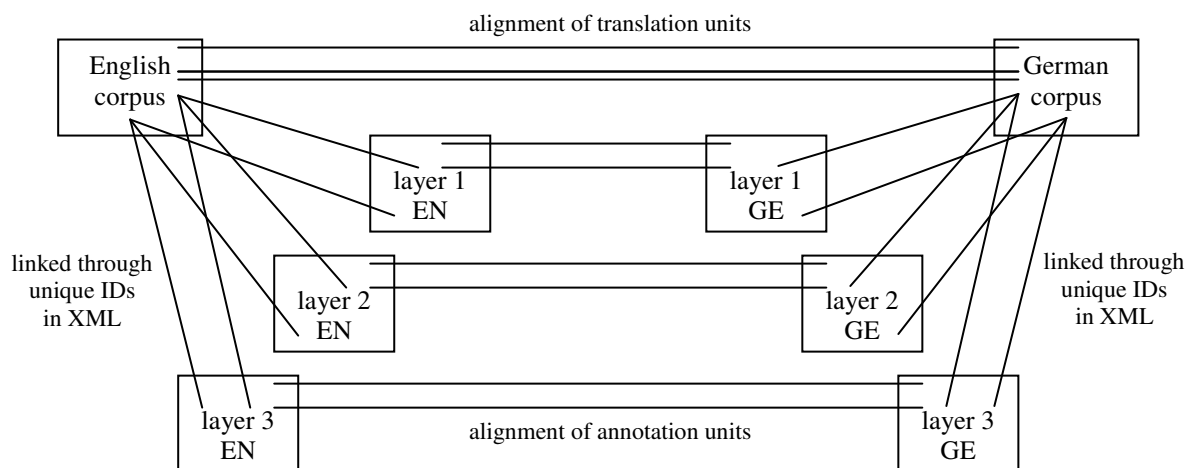 alignment of translation units
English
corpus
German
corpus
layer 1
EN
layer 1
GE
linked through
unique IDs
in XML
layer 2
EN
layer 2
GE
linked through
unique IDs
in XML
layer 3
EN
alignment of annotation units
layer 3
GE